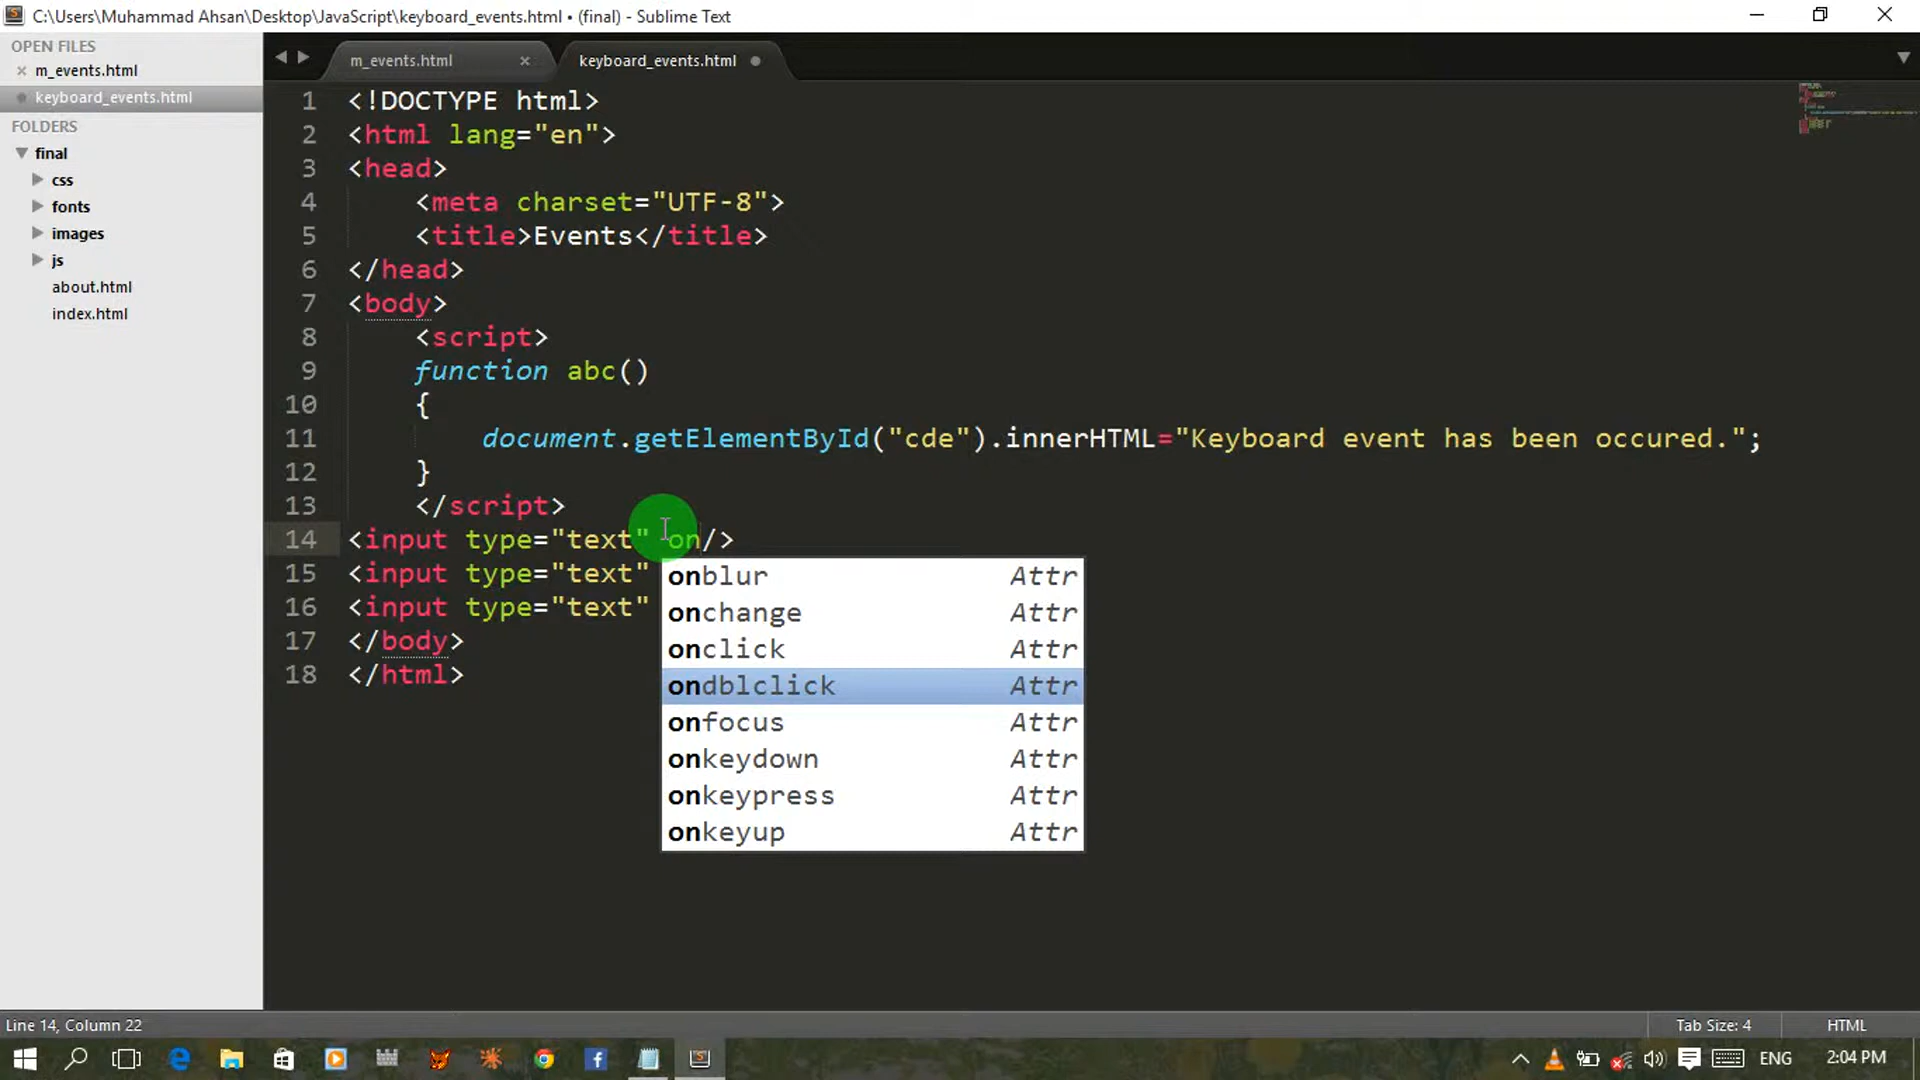 C:\Users\Muhammad Ahsan\Desktop\JavaScript\keyboard_events.html • (final) - Sublime Text
OPEN FILES
m_events.html
keyboard_events.html
FOLDERS
final
css
fonts
images
js
about.html
index.html
m_events.html
keyboard_events.html
1 <!DOCTYPE html>
2 <html lang="en">
3 <head>
4 <meta charset="UTF-8">
5 <title>Events</title>
6 </head>
7 <body>
8 <script>
9 function abc()
10 {
11 document.getElementById("cde").innerHTML="Keyboard event has been occured.";
12 }
13 </script>
14 <input type="text" on/>
15 <input type="text"
16 <input type="text"
17 </body>
18 </html>
onblur Attr
onchange Attr
onclick Attr
ondblclick Attr
onfocus Attr
onkeydown Attr
onkeypress Attr
onkeyup Attr
Line 14, Column 22
Tab Size: 4
HTML
ENG
2:04 PM